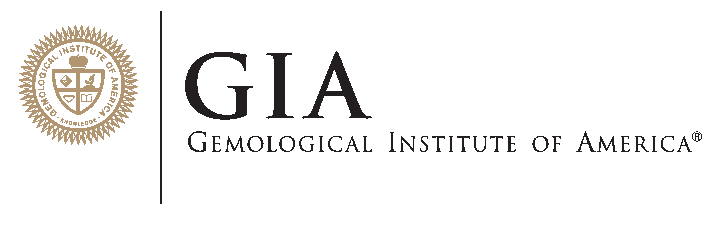 GEMOLOGICAL INSTITUTE OF AMERICA
KNOWLEDGE
GIA
GEMOLOGICAL INSTITUTE OF AMERICA®